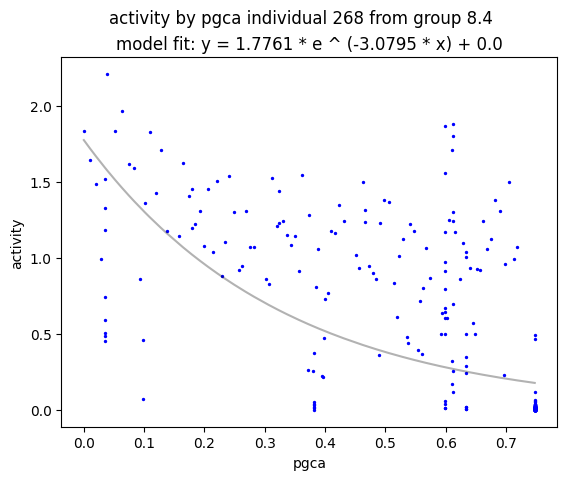 activity by pgca individual 268 from group 8.4
model fit: y = 1.7761 * e ^ (-3.0795 * x) + 0.0
2.0
1.5
1.0
0.5
0.0
activity
0.0 0.1 0.2 0.3 0.4 0.5 0.6 0.7
pgca